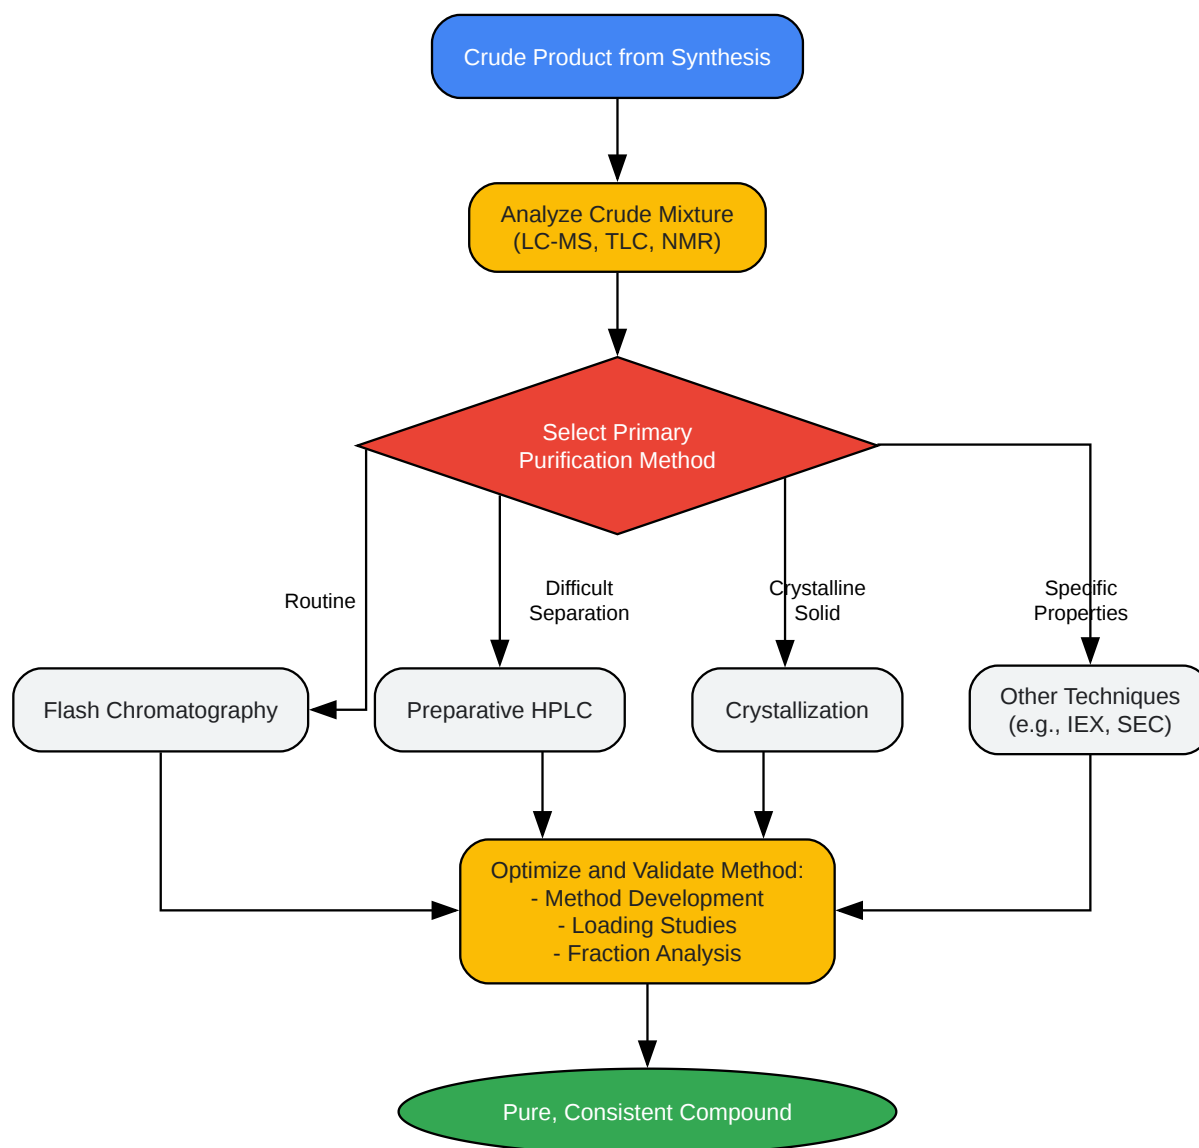 Crude Product from Synthesis
Analyze Crude Mixture
(LC-MS, TLC, NMR)
Select Primary
Purification Method
Routine
Difficult
Separation
Crystalline
Solid
Specific
Properties
Flash Chromatography
Preparative HPLC
Crystallization
Other Techniques
(e.g., IEX, SEC)
Optimize and Validate Method:
- Method Development
- Loading Studies
- Fraction Analysis
Pure, Consistent Compound